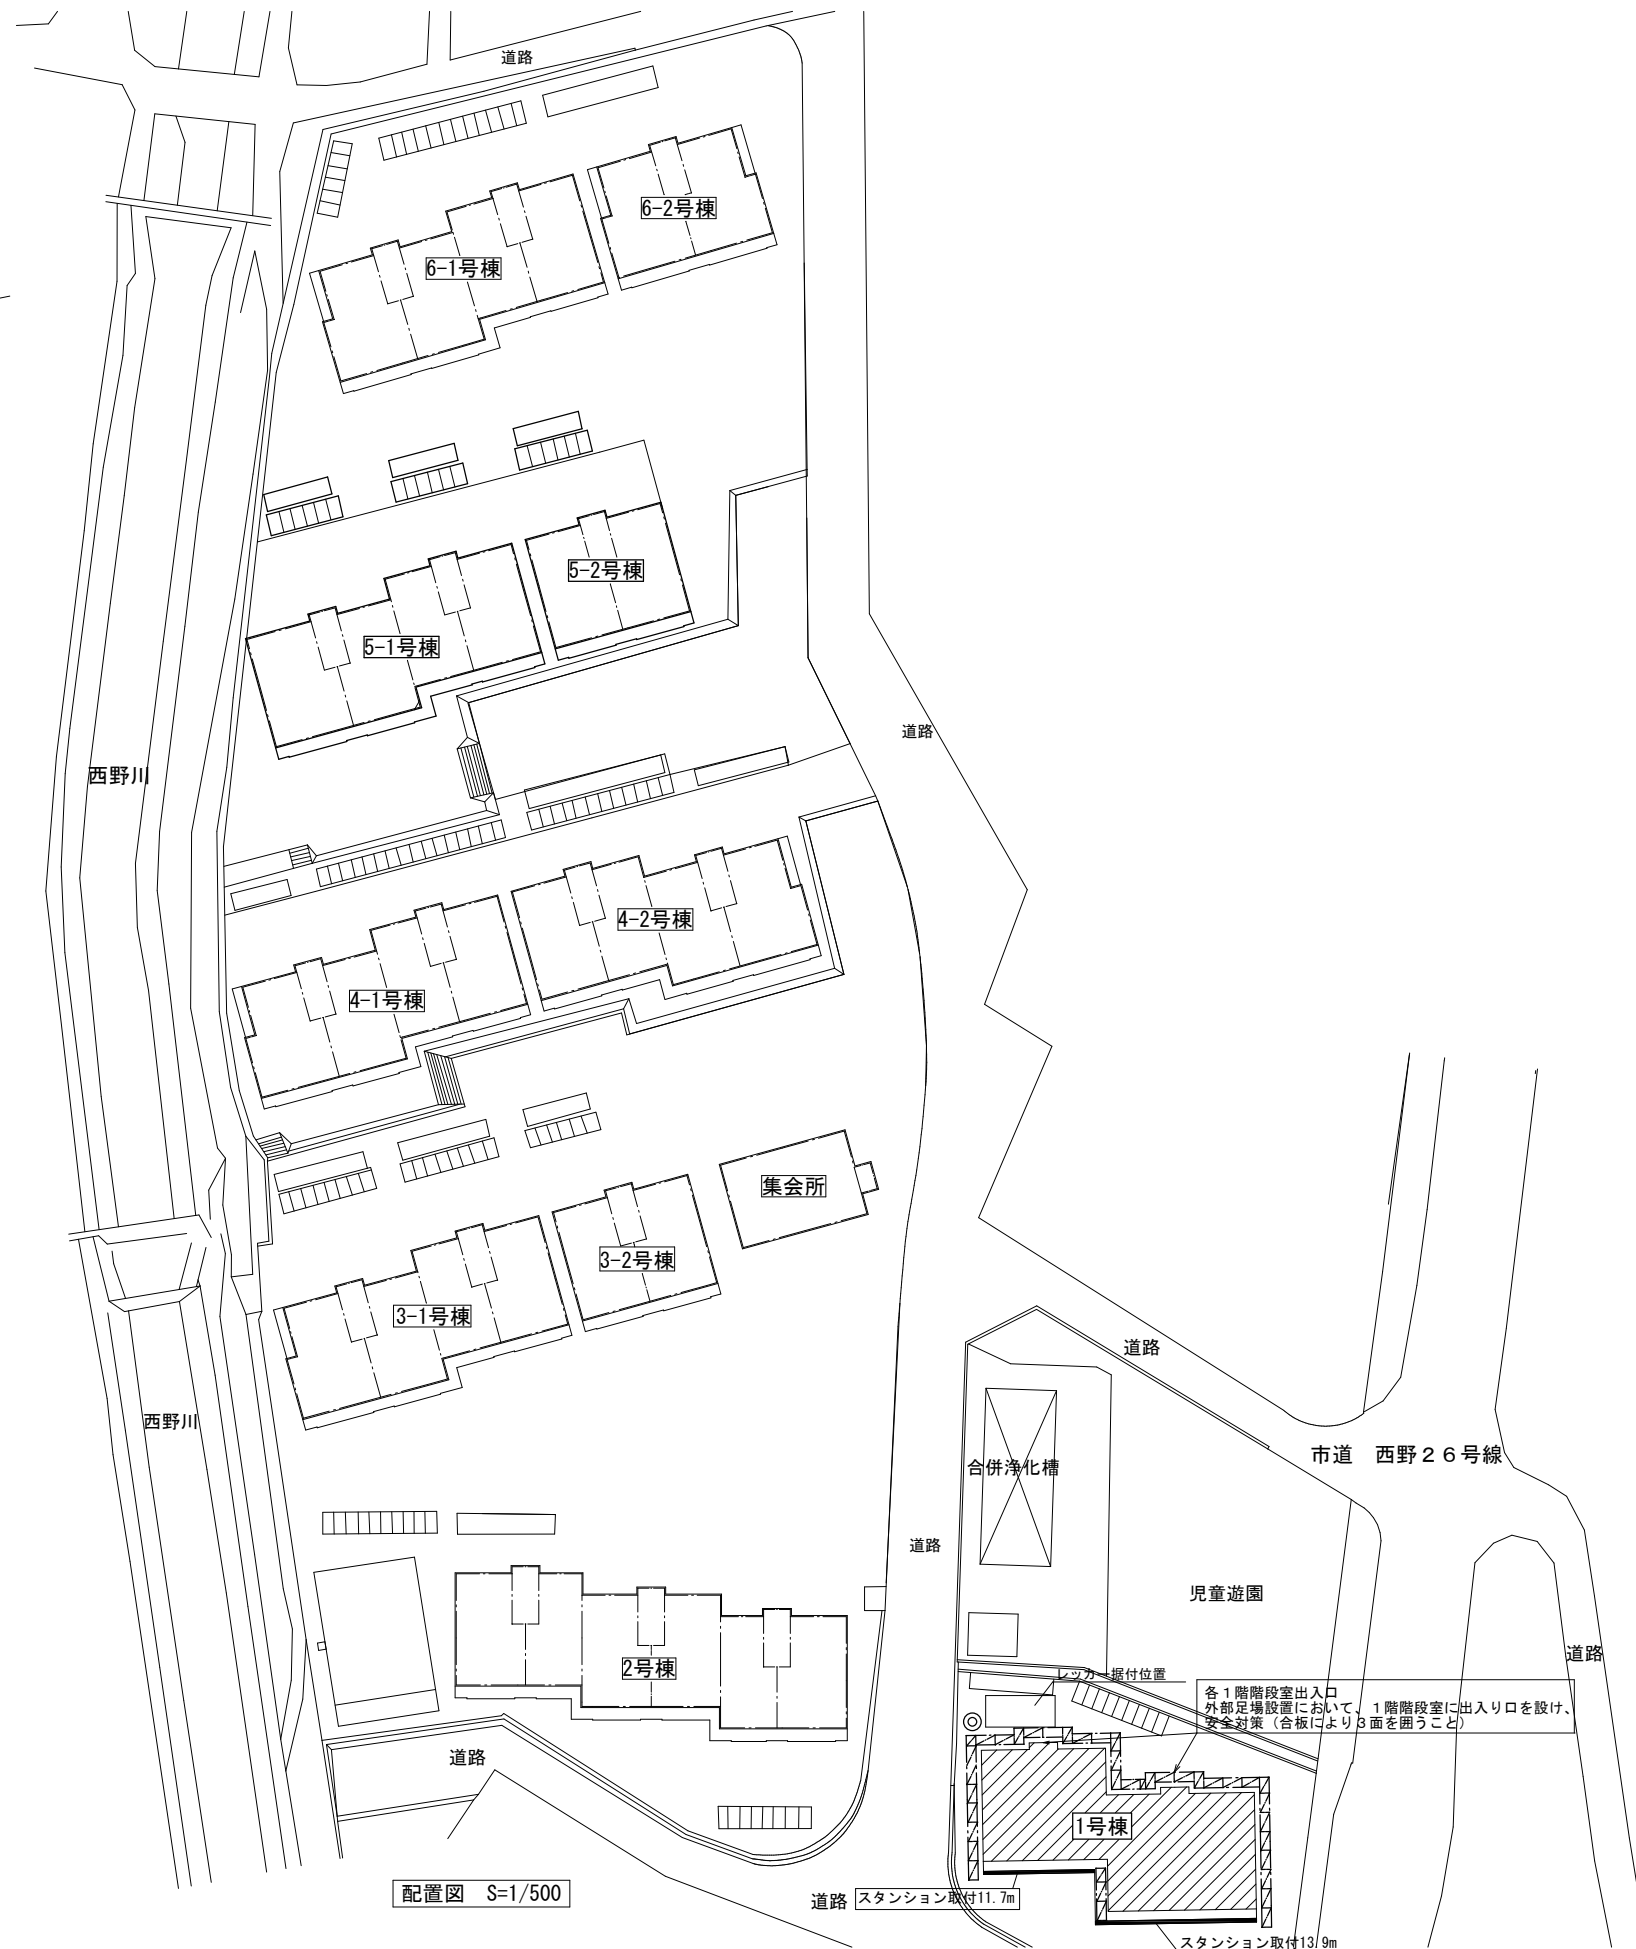 道路
6-2号棟
6-1号棟
5-2号棟
5-1号棟
道路
西野川
4-2号棟
4-1号棟
集会所
3-2号棟
3-1号棟
道路
西野川
市道　西野２６号線
合併浄化槽
道路
児童遊園
道路
2号棟
レッカー据付位置
各１階階段室出入口
外部足場設置において、１階階段室に出入り口を設け、
安全対策（合板により３面を囲うこと）
道路
1号棟
配置図　S=1/500
道路
スタンション取付11.7m
スタンション取付13.9m